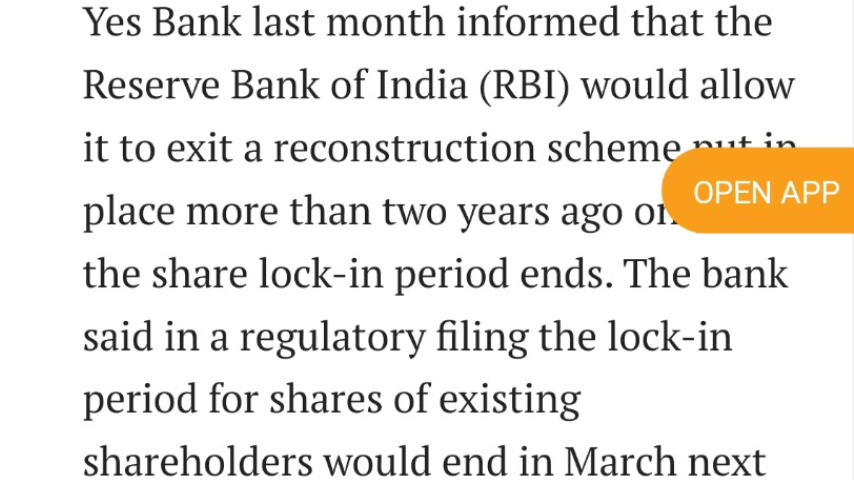 Yes Bank last month informed that the
Reserve Bank of India (RBI) would allow
it to exit a reconstruction scheme put in
OPEN APP
place more than two years ago
the share lock-in period ends. The bank
said in a regulatory filing the lock-in
period for shares of existing
shareholders would end in March next